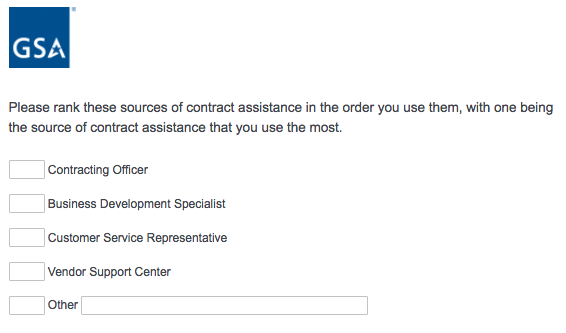 GSA
Please rank these sources of contract assistance in the order you use them, with one being
the source of contract assistance that you use the most.
Contracting Officer
Business Development Specialist
Customer Service Representative
Vendor Support Center
Other